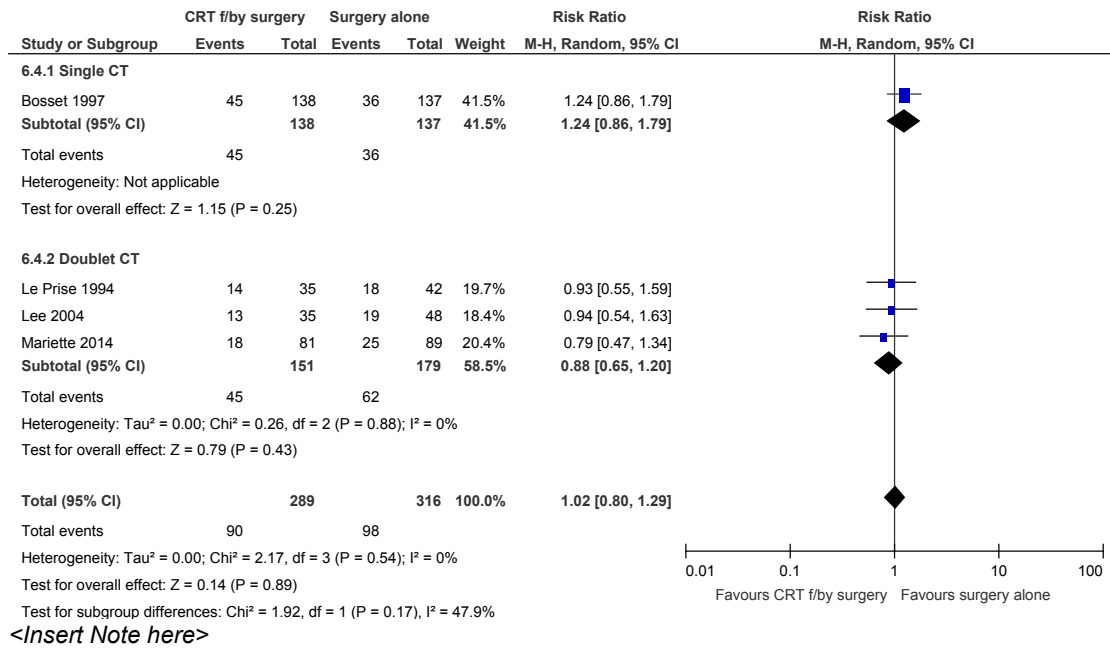 CRT f/by surgery Surgery alone Risk Ratio Risk Ratio
Study or Subgroup Events Total Events Total Weight M-H, Random, 95% CI M-H, Random, 95% CI
6.4.1 Single CT
Bosset 1997 45 138 36 137 41.5% 1.24 [0.86, 1.79]
Subtotal (95% CI) 138 137 41.5% 1.24 [0.86, 1.79]
Total events 45 36
Heterogeneity: Not applicable
Test for overall effect: Z = 1.15 (P = 0.25)
6.4.2 Doublet CT
Le Prise 1994 14 35 18 42 19.7% 0.93 [0.55, 1.59]
Lee 2004 13 35 19 48 18.4% 0.94 [0.54, 1.63]
Mariette 2014 18 81 25 89 20.4% 0.79 [0.47, 1.34]
Subtotal (95% CI) 151 179 58.5% 0.88 [0.65, 1.20]
Total events 45 62
Heterogeneity: Tau² = 0.00; Chi² = 0.26, df = 2 (P = 0.88); I² = 0%
Test for overall effect: Z = 0.79 (P = 0.43)
Total (95% CI) 289 316 100.0% 1.02 [0.80, 1.29]
Total events 90 98
Heterogeneity: Tau² = 0.00; Chi² = 2.17, df = 3 (P = 0.54); I² = 0%
Test for overall effect: Z = 0.14 (P = 0.89)
Test for subgroup differences: Chi² = 1.92, df = 1 (P = 0.17), I² = 47.9%
0.01 0.1 1 10 100
Favours CRT f/by surgery Favours surgery alone
<Insert Note here>